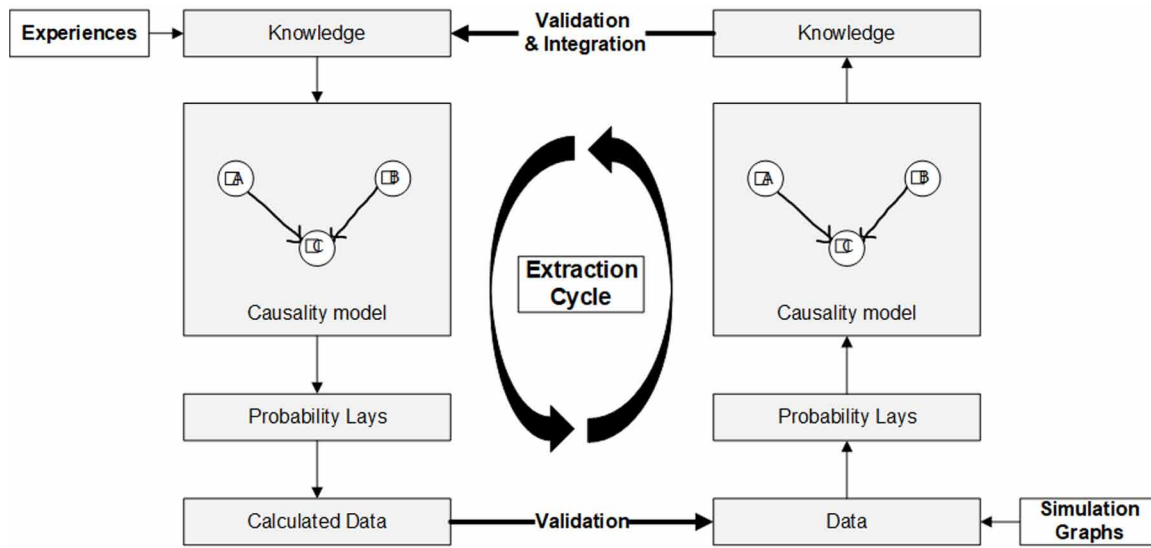 Experiences
Knowledge
Validation
& Integration
Knowledge
A
B
C
Causality model
Extraction
Cycle
A
B
C
Causality model
Probability Lays
Probability Lays
Calculated Data
Validation
Data
Simulation
Graphs